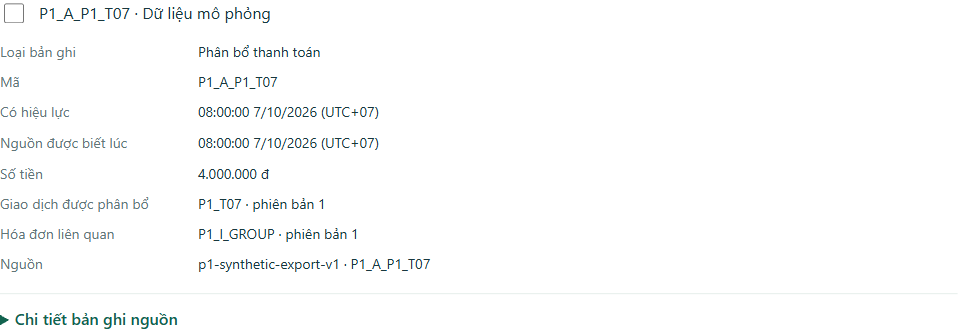 P1_A_P1_T07 · Dữ liệu mô phỏng
Loại bản ghi Phân bổ thanh toán
Mã P1_A_P1_T07
Có hiệu lực 08:00:00 7/10/2026 (UTC+07)
Nguồn được biết lúc 08:00:00 7/10/2026 (UTC+07)
Số tiền 4.000.000 đ
Giao dịch được phân bổ P1_T07 · phiên bản 1
Hóa đơn liên quan P1_I_GROUP · phiên bản 1
Nguồn p1-synthetic-export-v1 · P1_A_P1_T07
Chi tiết bản ghi nguồn